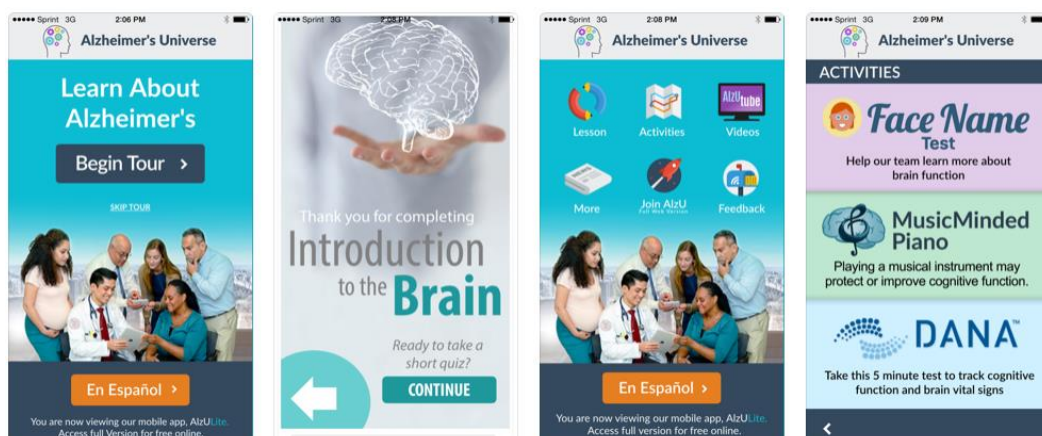 Sprint 3G 2:06 PM
Alzheimer's Universe
Learn About
Alzheimer's
Begin Tour >
SKIP TOUR
En Español >
You are now viewing our mobile app, AlzULite.
Access full Version for free online.
Sprint 3G 2:08 PM
Thank you for completing
Introduction
to the Brain
Ready to take a
short quiz?
CONTINUE
Sprint 3G 2:08 PM
Alzheimer's Universe
AlzUtube
Lesson Activities Videos
More Join AlzU Feedback
Full Web Version
En Español >
You are now viewing our mobile app, AlzULite.
Access full Version for free online.
Sprint 3G 2:09 PM
Alzheimer's Universe
ACTIVITIES
Face Name
Test
Help our team learn more about
brain function
MusicMinded
Piano
Playing a musical instrument may
protect or improve cognitive function.
DANA™
Take this 5 minute test to track cognitive
function and brain vital signs